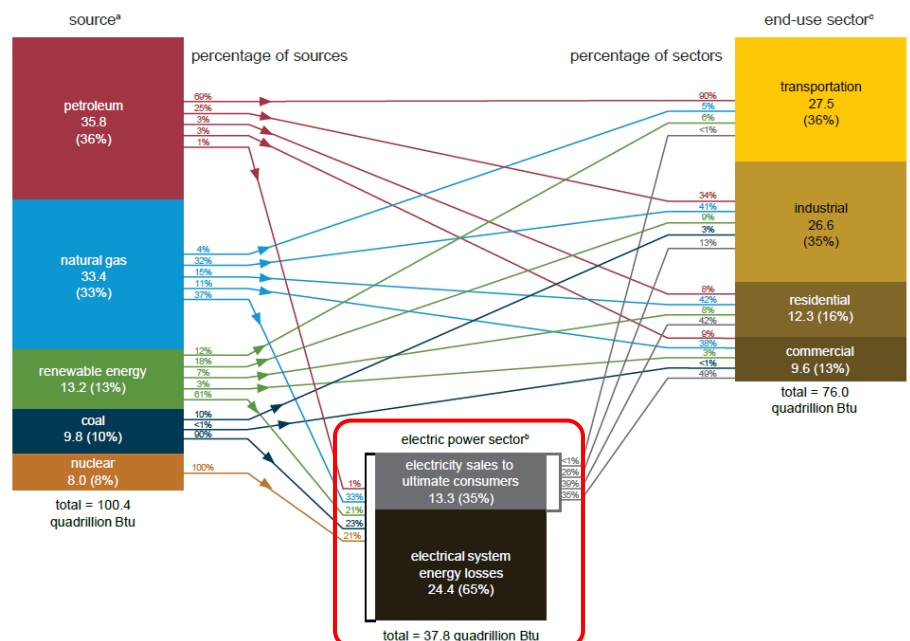 sourceᵃ
end-use sectorᶜ
percentage of sources
percentage of sectors
petroleum
35.8
(36%)
69%
25%
3%
3%
1%
natural gas
33.4
(33%)
4%
32%
15%
11%
37%
renewable energy
13.2 (13%)
12%
18%
7%
3%
61%
coal
9.8 (10%)
10%
<1%
90%
nuclear
8.0 (8%)
100%
total = 100.4
quadrillion Btu
electric power sectorᵇ
electricity sales to
ultimate consumers
13.3 (35%)
electrical system
energy losses
24.4 (65%)
1%
33%
21%
23%
21%
<1%
26%
39%
35%
total = 37.8 quadrillion Btu
90%
5%
6%
<1%
transportation
27.5
(36%)
34%
41%
9%
3%
13%
industrial
26.6
(35%)
8%
42%
8%
42%
residential
12.3 (16%)
9%
38%
3%
<1%
49%
commercial
9.6 (13%)
total = 76.0
quadrillion Btu